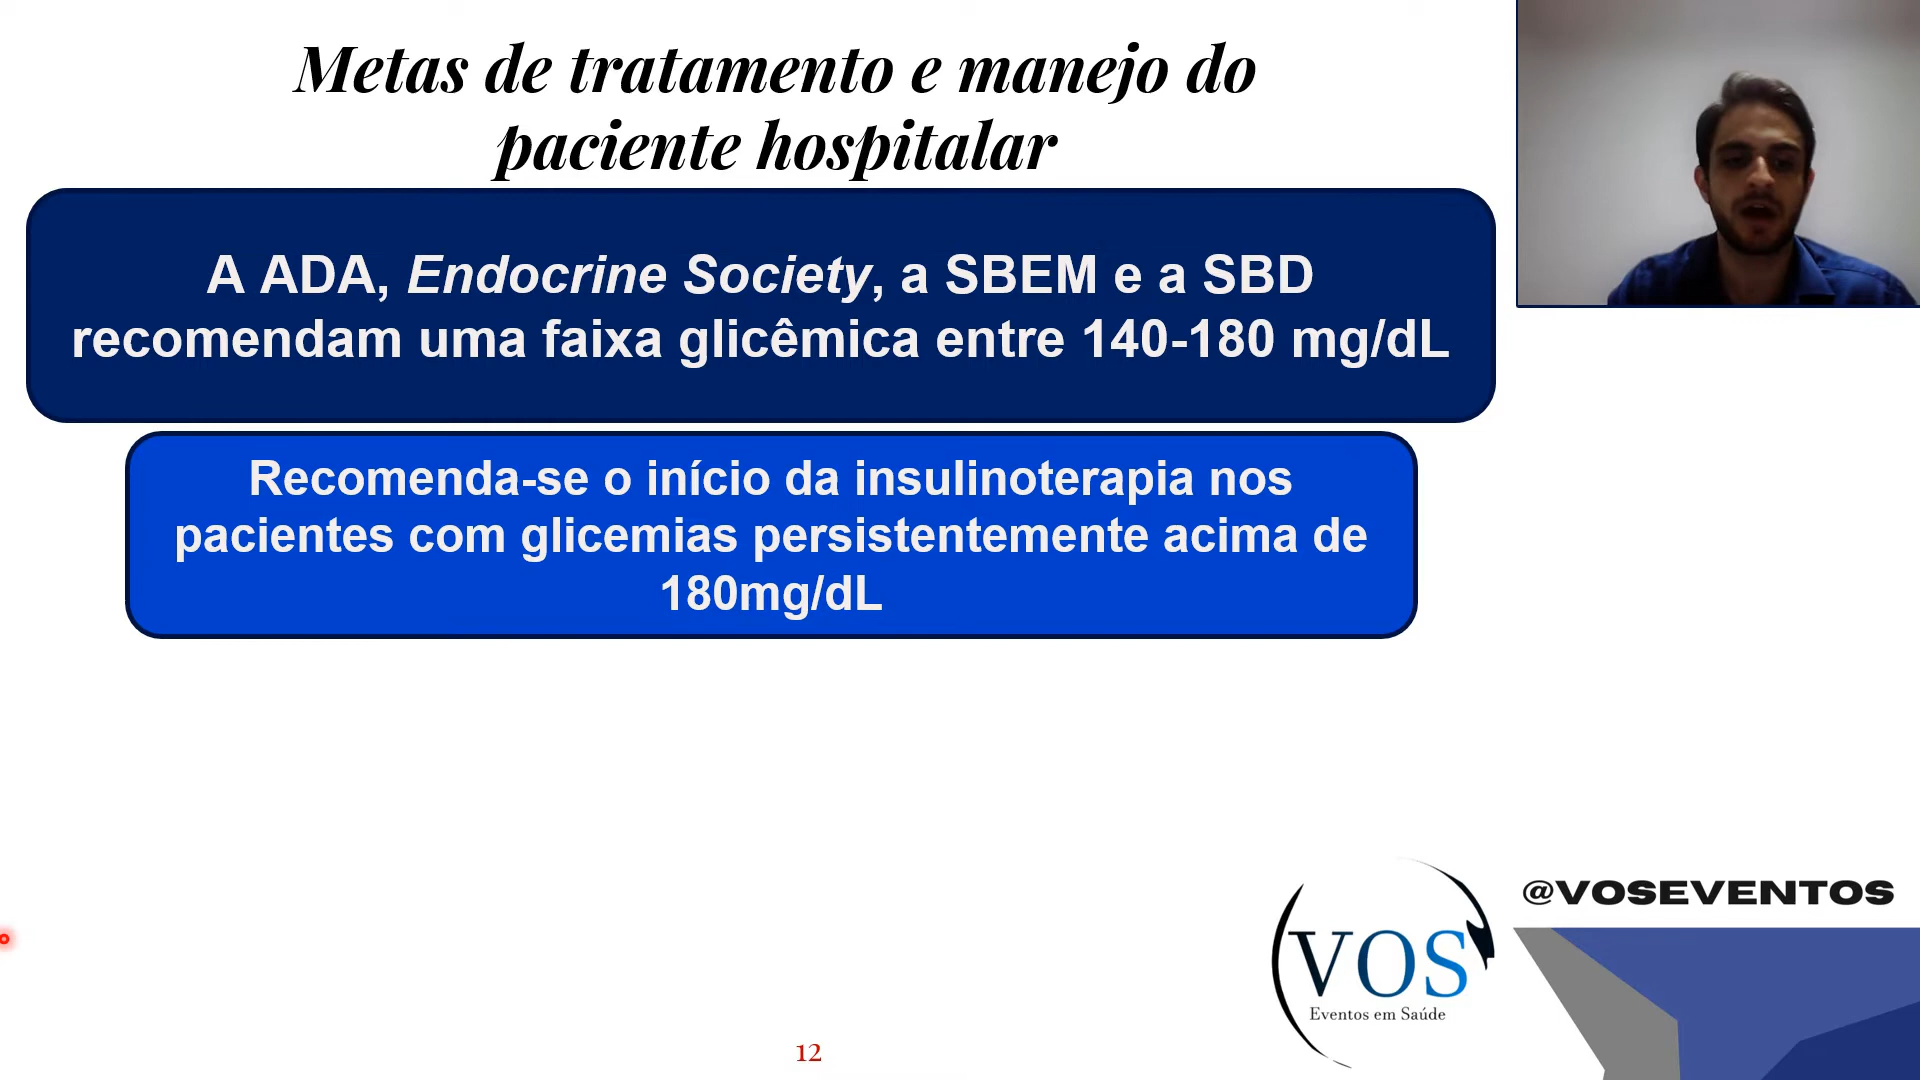 Metas de tratamento e manejo do
paciente hospitalar
A ADA, Endocrine Society, a SBEM e a SBD
recomendam uma faixa glicêmica entre 140-180 mg/dL
Recomenda-se o início da insulinoterapia nos
pacientes com glicemias persistentemente acima de
180mg/dL
@VOSEVENTOS
VOS
Eventos em Saúde
12